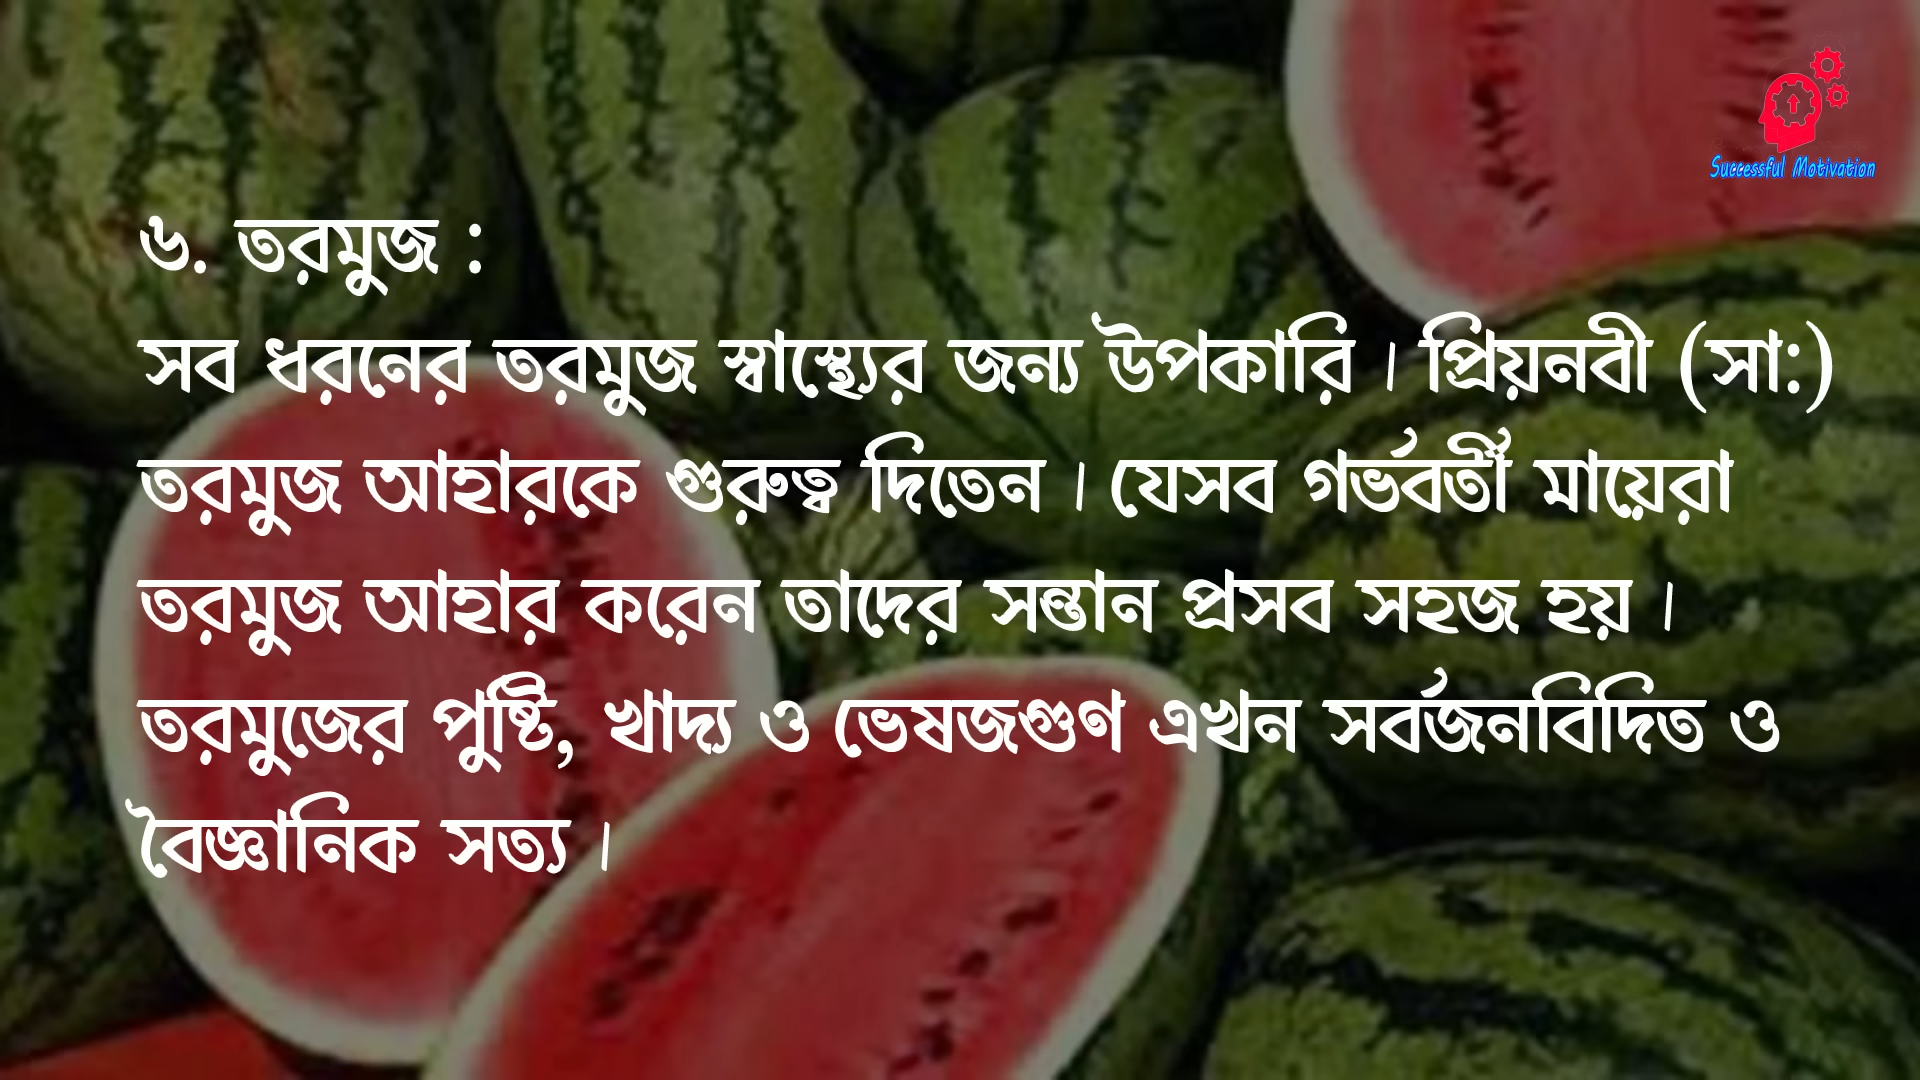 Successful Motivation
৬. তরমুজ :
সব ধরনের তরমুজ স্বাস্থ্যের জন্য উপকারি। প্রিয়নবী (সা:)
তরমুজ আহারকে গুরুত্ব দিতেন। যেসব গর্ভবতী মায়েরা
তরমুজ আহার করেন তাদের সন্তান প্রসব সহজ হয়।
তরমুজের পুষ্টি, খাদ্য ও ভেষজগুণ এখন সর্বজনবিদিত ও
বৈজ্ঞানিক সত্য।